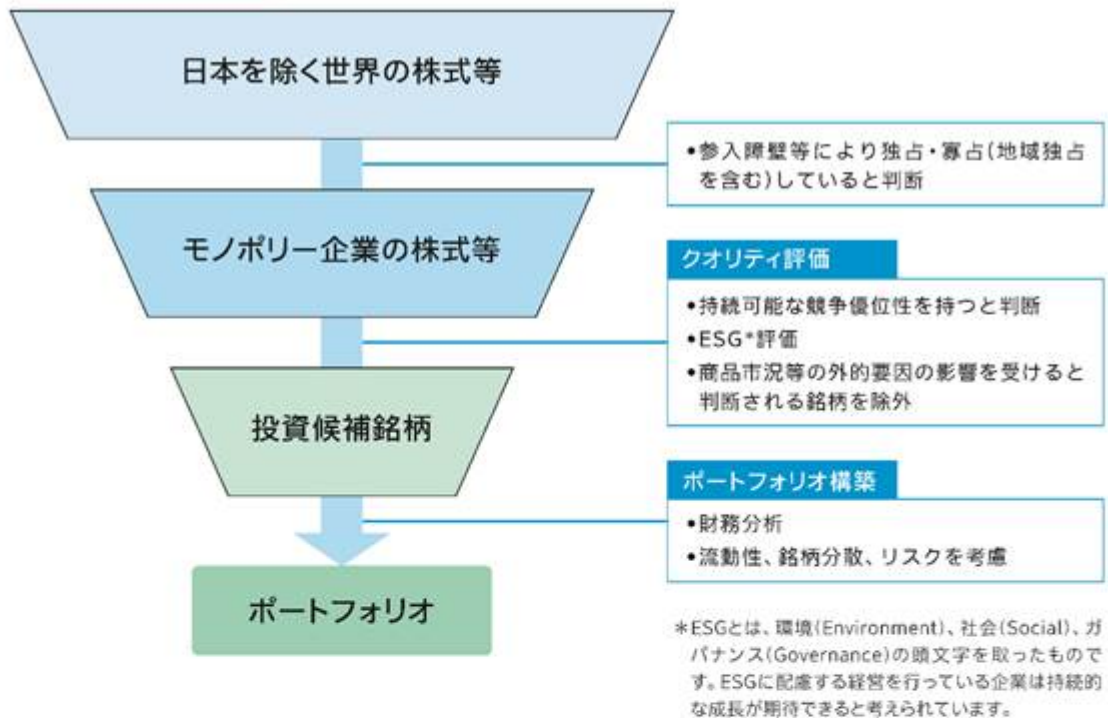 日本を除く世界の株式等
•参入障壁等により独占・寡占(地域独占
を含む)していると判断
モノポリー企業の株式等
クオリティ評価
•持続可能な競争優位性を持つと判断
•ESG*評価
•商品市況等の外的要因の影響を受けると
判断される銘柄を除外
投資候補銘柄
ポートフォリオ構築
•財務分析
•流動性、銘柄分散、リスクを考慮
ポートフォリオ
*ESGとは、環境(Environment)、社会(Social)、ガ
バナンス(Governance)の頭文字を取ったもので
す。ESGに配慮する経営を行っている企業は持続的
な成長が期待できると考えられています。